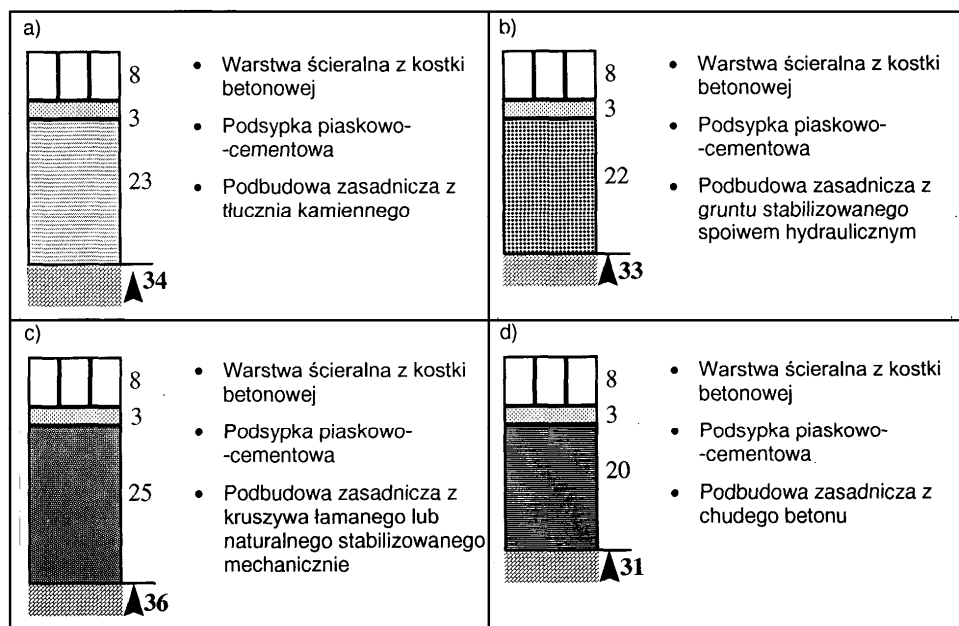 a)
8
3
23
34
• Warstwa ścieralna z kostki
betonowej
• Podsypka piaskowo-
-cementowa
• Podbudowa zasadnicza z
tłucznia kamiennego
b)
8
3
22
33
• Warstwa ścieralna z kostki
betonowej
• Podsypka piaskowo-
-cementowa
• Podbudowa zasadnicza z
gruntu stabilizowanego
spoiwem hydraulicznym
c)
8
3
25
36
• Warstwa ścieralna z kostki
betonowej
• Podsypka piaskowo-
-cementowa
• Podbudowa zasadnicza z
kruszywa łamanego lub
naturalnego stabilizowanego
mechanicznie
d)
8
3
20
31
• Warstwa ścieralna z kostki
betonowej
• Podsypka piaskowo-
-cementowa
• Podbudowa zasadnicza z
chudego betonu